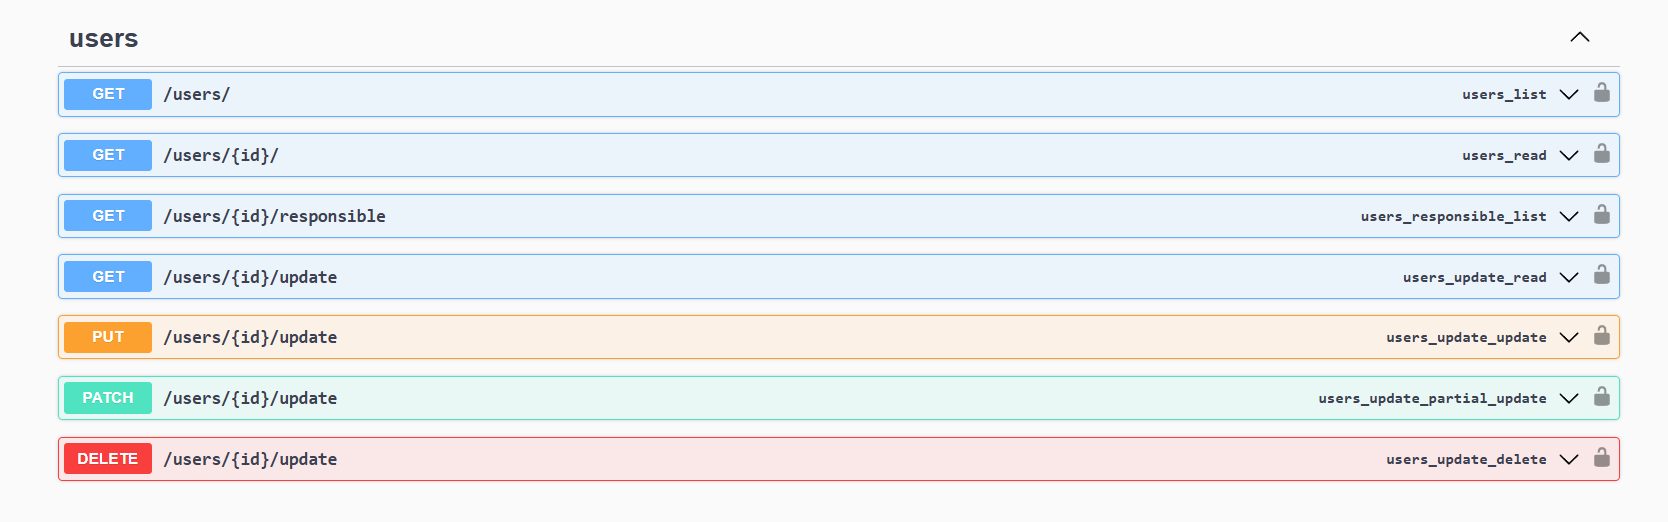 users
GET /users/ users_list
GET /users/{id}/ users_read
GET /users/{id}/responsible users_responsible_list
GET /users/{id}/update users_update_read
PUT /users/{id}/update users_update_update
PATCH /users/{id}/update users_update_partial_update
DELETE /users/{id}/update users_update_delete